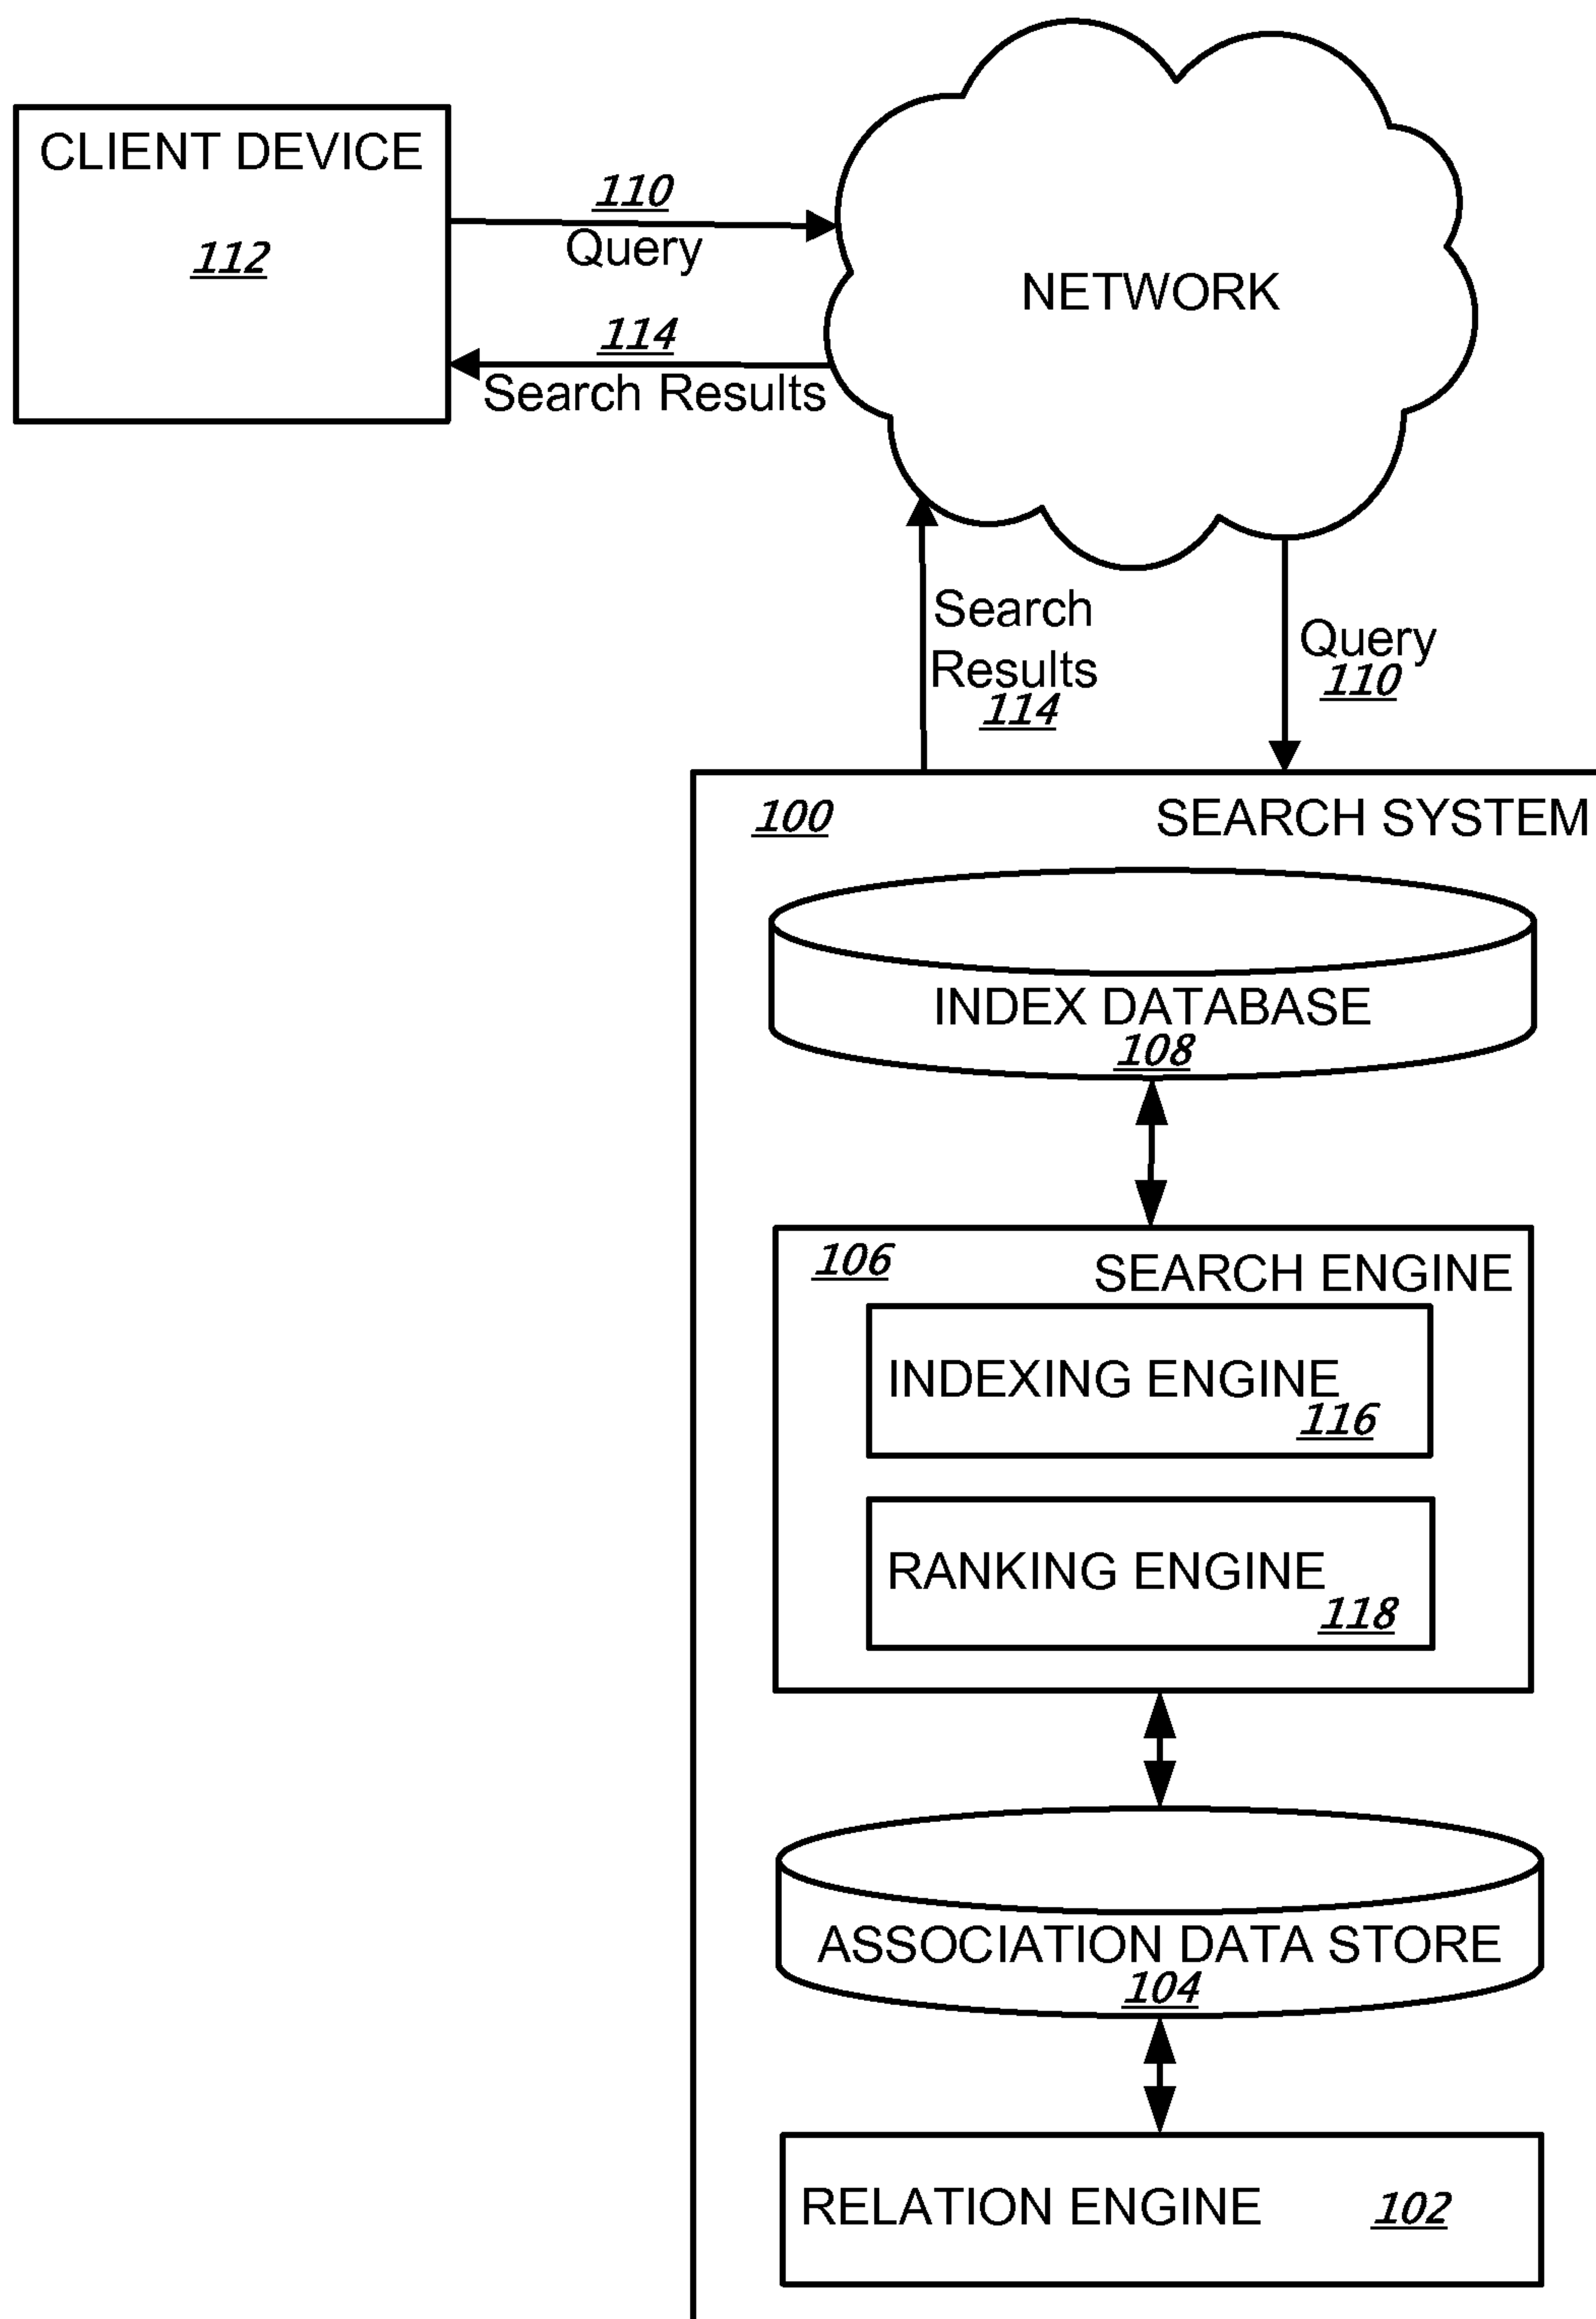 CLIENT DEVICE
112
110
Query
114
Search Results
NETWORK
Search
Results
114
Query
110
100
SEARCH SYSTEM
INDEX DATABASE
108
106
SEARCH ENGINE
INDEXING ENGINE
116
RANKING ENGINE
118
ASSOCIATION DATA STORE
104
RELATION ENGINE
102